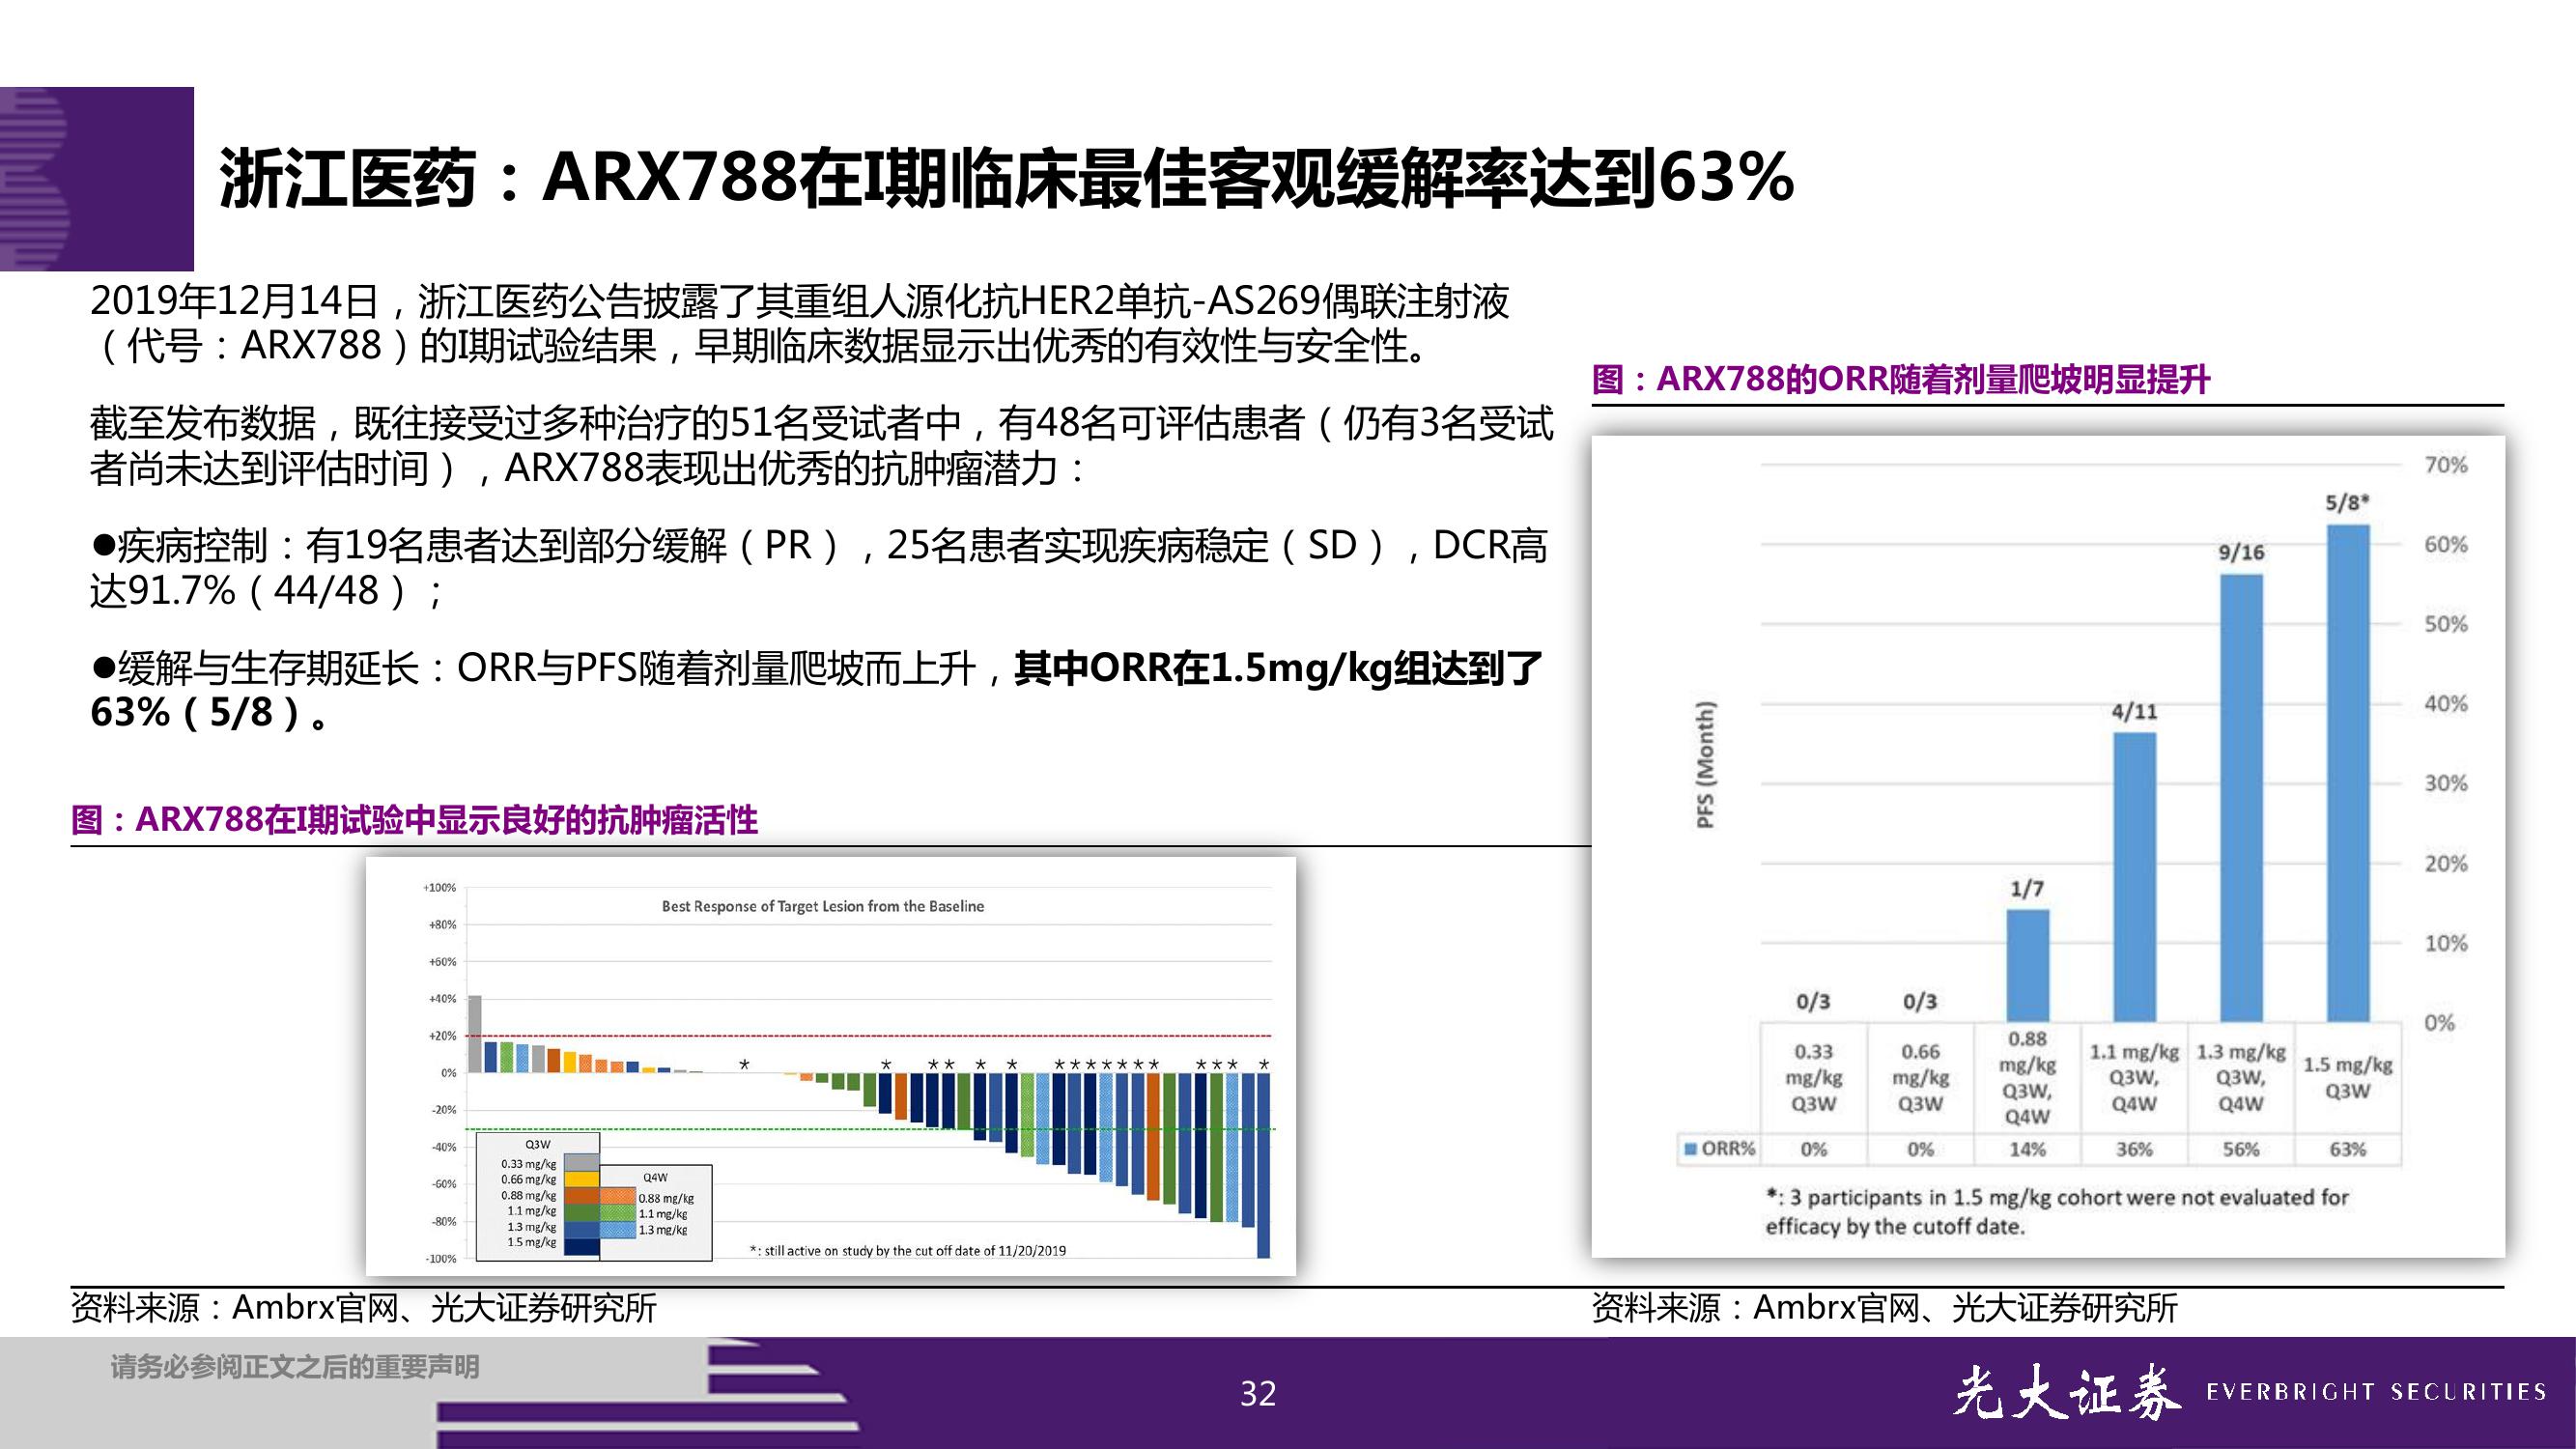 浙江医药：ARX788在I期临床最佳客观缓解率达到63%
2019年12月14日，浙江医药公告披露了其重组人源化抗HER2单抗-AS269偶联注射液
（代号：ARX788）的I期试验结果，早期临床数据显示出优秀的有效性与安全性。
截至发布数据，既往接受过多种治疗的51名受试者中，有48名可评估患者（仍有3名受试
者尚未达到评估时间），ARX788表现出优秀的抗肿瘤潜力：
●疾病控制：有19名患者达到部分缓解（PR），25名患者实现疾病稳定（SD），DCR高
达91.7%（44/48）；
●缓解与生存期延长：ORR与PFS随着剂量爬坡而上升，其中ORR在1.5mg/kg组达到了
63%（5/8）。
图：ARX788在I期试验中显示良好的抗肿瘤活性
Best Response of Target Lesion from the Baseline
+100%
+80%
+60%
+40%
+20%
0%
-20%
-40%
-60%
-80%
-100%
* * * * * * * * * * * * * * * * * *
Q3W
0.33 mg/kg
0.66 mg/kg
0.88 mg/kg
1.1 mg/kg
1.3 mg/kg
1.5 mg/kg
Q4W
0.88 mg/kg
1.1 mg/kg
1.3 mg/kg
*: still active on study by the cut off date of 11/20/2019
资料来源：Ambrx官网、光大证券研究所
图：ARX788的ORR随着剂量爬坡明显提升
70%
60%
50%
40%
30%
20%
10%
0%
PFS (Month)
0/3
0/3
1/7
4/11
9/16
5/8*
0.33
mg/kg
Q3W
0.66
mg/kg
Q3W
0.88
mg/kg
Q3W,
Q4W
1.1 mg/kg
Q3W,
Q4W
1.3 mg/kg
Q3W,
Q4W
1.5 mg/kg
Q3W
ORR% 0% 0% 14% 36% 56% 63%
*: 3 participants in 1.5 mg/kg cohort were not evaluated for
efficacy by the cutoff date.
资料来源：Ambrx官网、光大证券研究所
请务必参阅正文之后的重要声明
32
光大证券 EVERBRIGHT SECURITIES